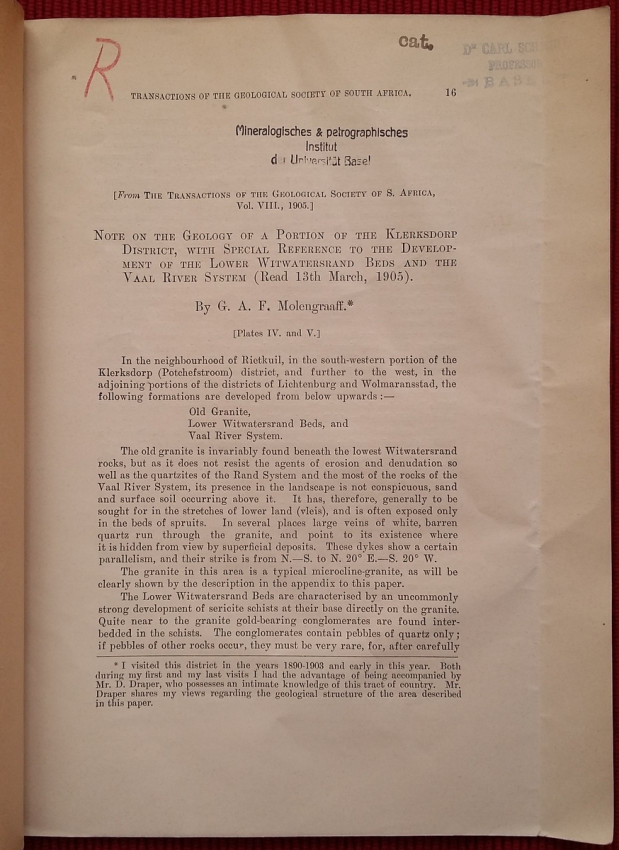 R
cat.
Dr CARL
BASE
TRANSACTIONS OF THE GEOLOGICAL SOCIETY OF SOUTH AFRICA. 16
Mineralogisches & petrographisches
Institut
der Universität Basel
[From THE TRANSACTIONS OF THE GEOLOGICAL SOCIETY OF S. AFRICA,
VOL. VIII., 1905.]
NOTE ON THE GEOLOGY OF A PORTION OF THE KLERKSDORP
DISTRICT, WITH SPECIAL REFERENCE TO THE DEVELOP-
MENT OF THE LOWER WITWATERSRAND BEDS AND THE
VAAL RIVER SYSTEM (Read 13th March, 1905).
By G. A. F. Molengraaff.*
[Plates IV. and V.]
In the neighbourhood of Rietkuil, in the south-western portion of the
Klerksdorp (Potchefstroom) district, and further to the west, in the
adjoining portions of the districts of Lichtenburg and Wolmaransstad, the
following formations are developed from below upwards :—
Old Granite,
Lower Witwatersrand Beds, and
Vaal River System.
The old granite is invariably found beneath the lowest Witwatersrand
rocks, but as it does not resist the agents of erosion and denudation so
well as the quartzites of the Rand System and the most of the rocks of the
Vaal River System, its presence in the landscape is not conspicuous, sand
and surface soil occurring above it. It has, therefore, generally to be
sought for in the stretches of lower land (vleis), and is often exposed only
in the beds of spruits. In several places large veins of white, barren
quartz run through the granite, and point to its existence where
it is hidden from view by superficial deposits. These dykes show a certain
parallelism, and their strike is from N.—S. to N. 20° E.—S. 20° W.
The granite in this area is a typical microcline-granite, as will be
clearly shown by the description in the appendix to this paper.
The Lower Witwatersrand Beds are characterised by an uncommonly
strong development of sericite schists at their base directly on the granite.
Quite near to the granite gold-bearing conglomerates are found inter-
bedded in the schists. The conglomerates contain pebbles of quartz only;
if pebbles of other rocks occur, they must be very rare, for, after carefully
* I visited this district in the years 1890-1903 and early in this year. Both
during my first and my last visits I had the advantage of being accompanied by
Mr. D. Draper, who possesses an intimate knowledge of this tract of country. Mr.
Draper shares my views regarding the geological structure of the area described
in this paper.